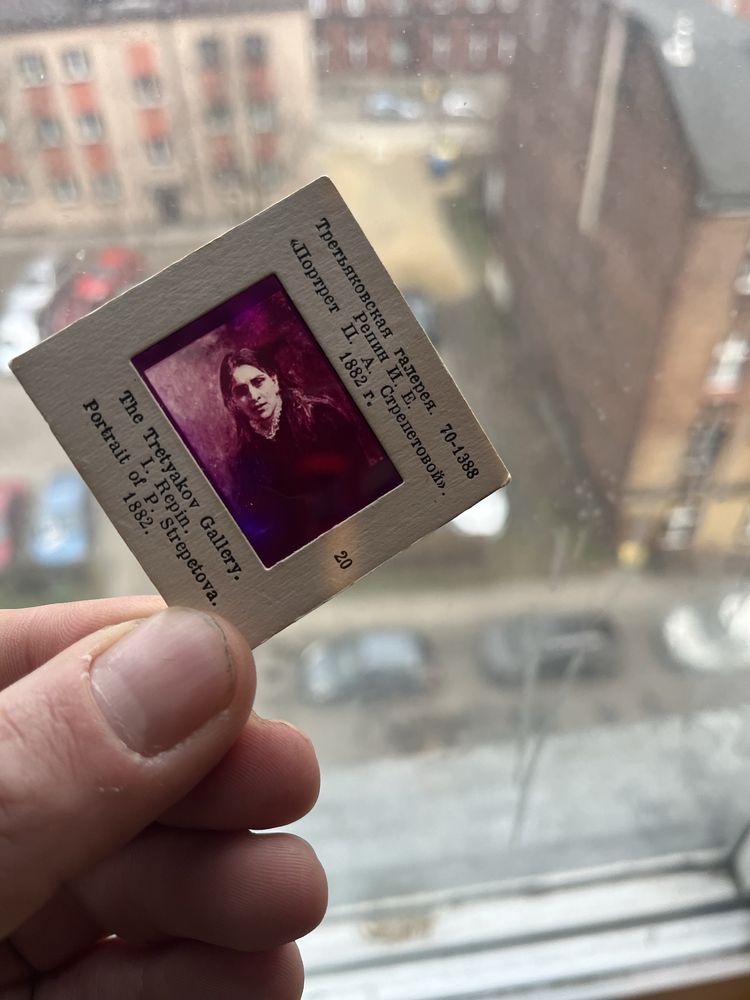 Третьяковская галерея. 70-1388
Репин И. Е.
«Портрет П. А. Стрепетовой».
1882 г.
The Tretyakov Gallery.
I. Repin.
Portrait of P. Strepetova.
1882.
20